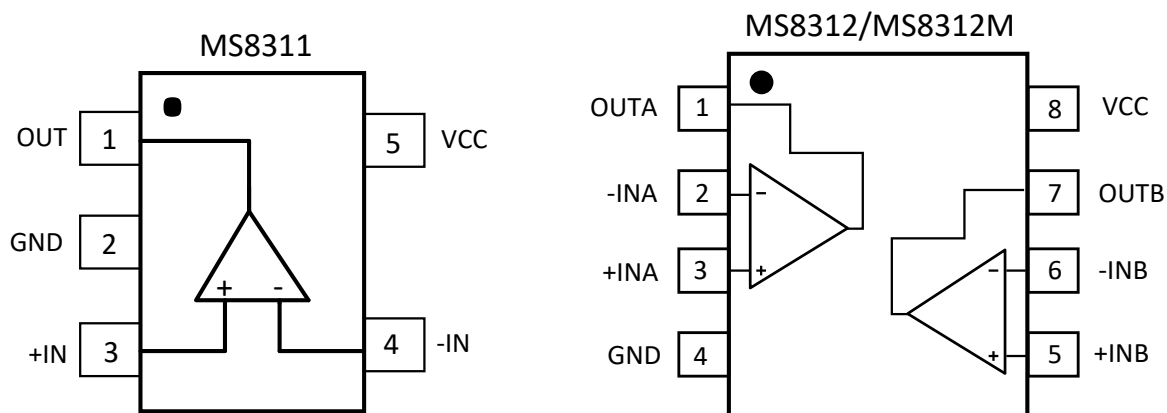 MS8311
OUT 1
5 VCC
GND 2
+IN 3
4 -IN
+ -
MS8312/MS8312M
OUTA 1
8 VCC
-INA 2 −
7 OUTB
+INA 3 +
− 6 -INB
GND 4
+ 5 +INB